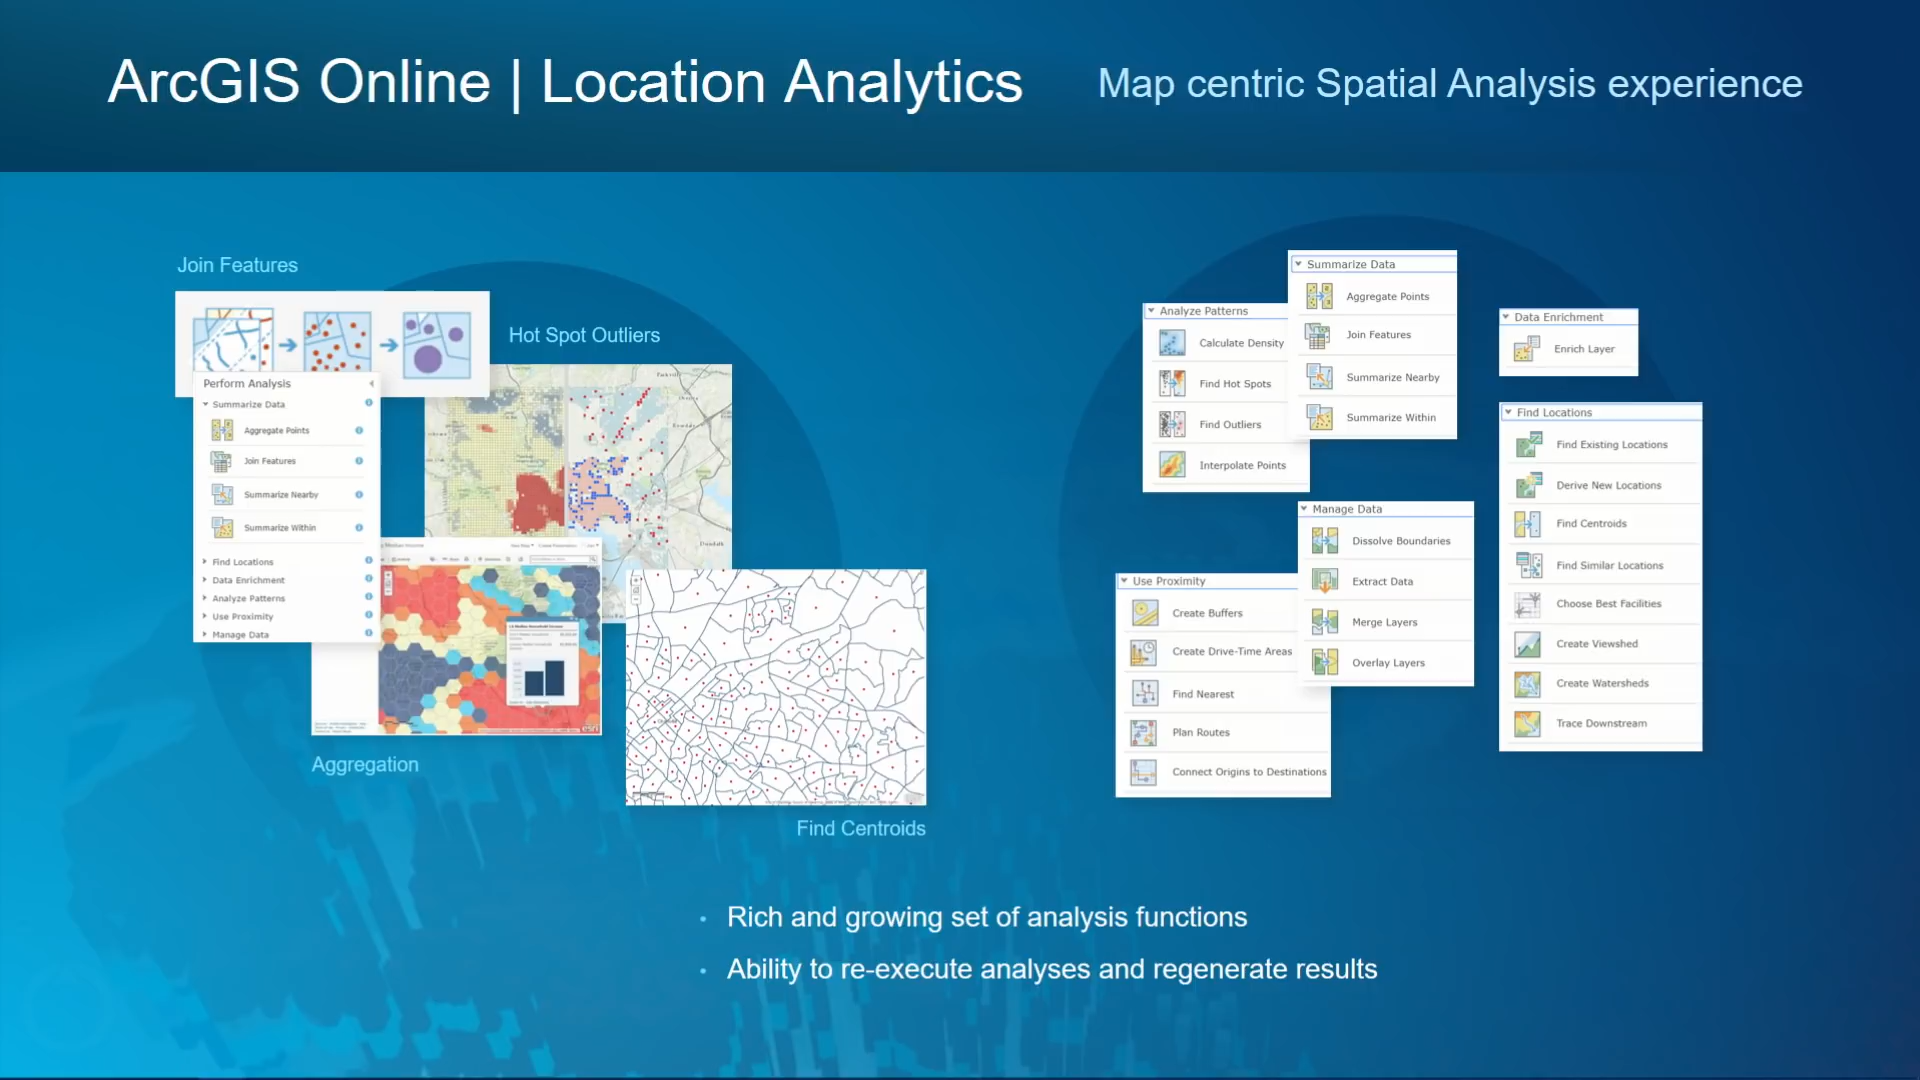 ArcGIS Online | Location Analytics
Map centric Spatial Analysis experience
Join Features
Hot Spot Outliers
Perform Analysis
Summarize Data
Aggregate Points
Join Features
Summarize Nearby
Summarize Within
Find Locations
Data Enrichment
Analyze Patterns
Use Proximity
Manage Data
Aggregation
Find Centroids
Analyze Patterns
Calculate Density
Find Hot Spots
Find Outliers
Interpolate Points
Summarize Data
Aggregate Points
Join Features
Summarize Nearby
Summarize Within
Data Enrichment
Enrich Layer
Find Locations
Find Existing Locations
Derive New Locations
Find Centroids
Find Similar Locations
Choose Best Facilities
Create Viewshed
Create Watersheds
Trace Downstream
Manage Data
Dissolve Boundaries
Extract Data
Merge Layers
Overlay Layers
Use Proximity
Create Buffers
Create Drive-Time Areas
Find Nearest
Plan Routes
Connect Origins to Destinations
• Rich and growing set of analysis functions
• Ability to re-execute analyses and regenerate results